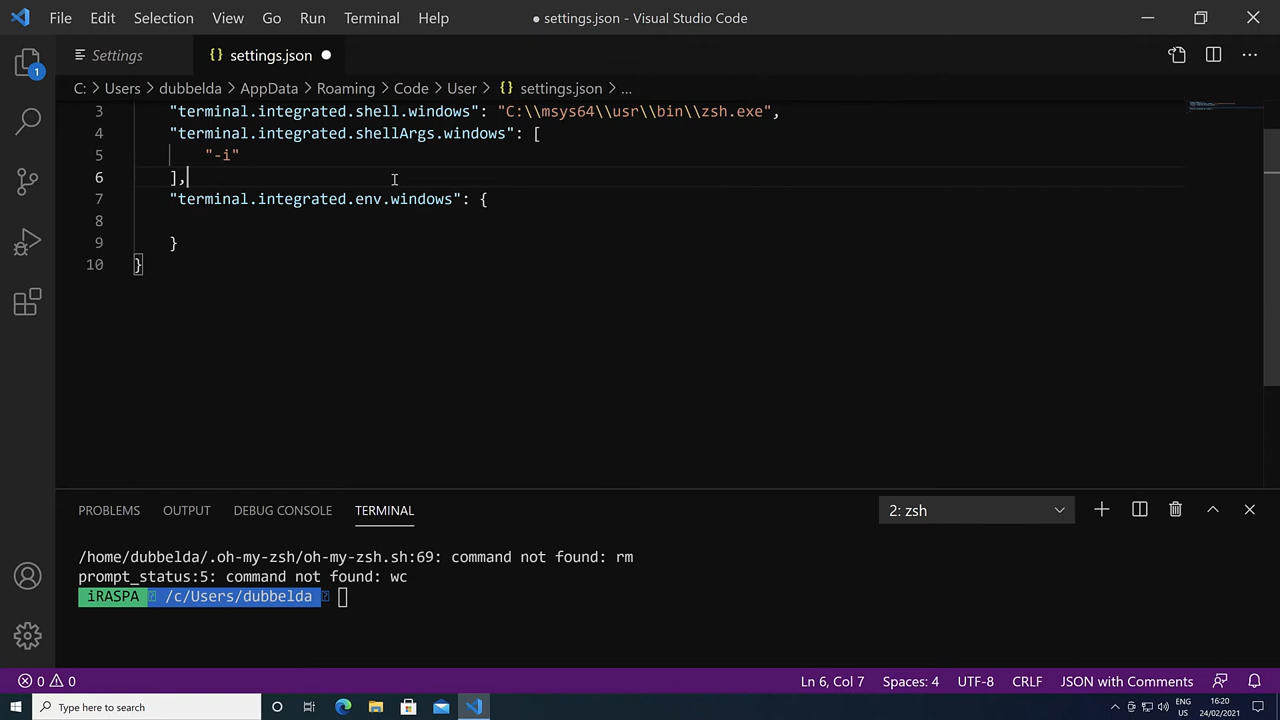 File Edit Selection View Go Run Terminal Help ● settings.json - Visual Studio Code
Settings {} settings.json ●
C: > Users > dubbelda > AppData > Roaming > Code > User > {} settings.json > ...
1
3 "terminal.integrated.shell.windows": "C:\\msys64\\usr\\bin\\zsh.exe",
4 "terminal.integrated.shellArgs.windows": [
5 "-i"
6 ],
7 "terminal.integrated.env.windows": {
8
9 }
10 }
PROBLEMS OUTPUT DEBUG CONSOLE TERMINAL 2: zsh
/home/dubbelda/.oh-my-zsh/oh-my-zsh.sh:69: command not found: rm
prompt_status:5: command not found: wc
iRASPA /c/Users/dubbelda
0 0 Ln 6, Col 7 Spaces: 4 UTF-8 CRLF JSON with Comments
Type here to search ENG 16:20
US 24/02/2021